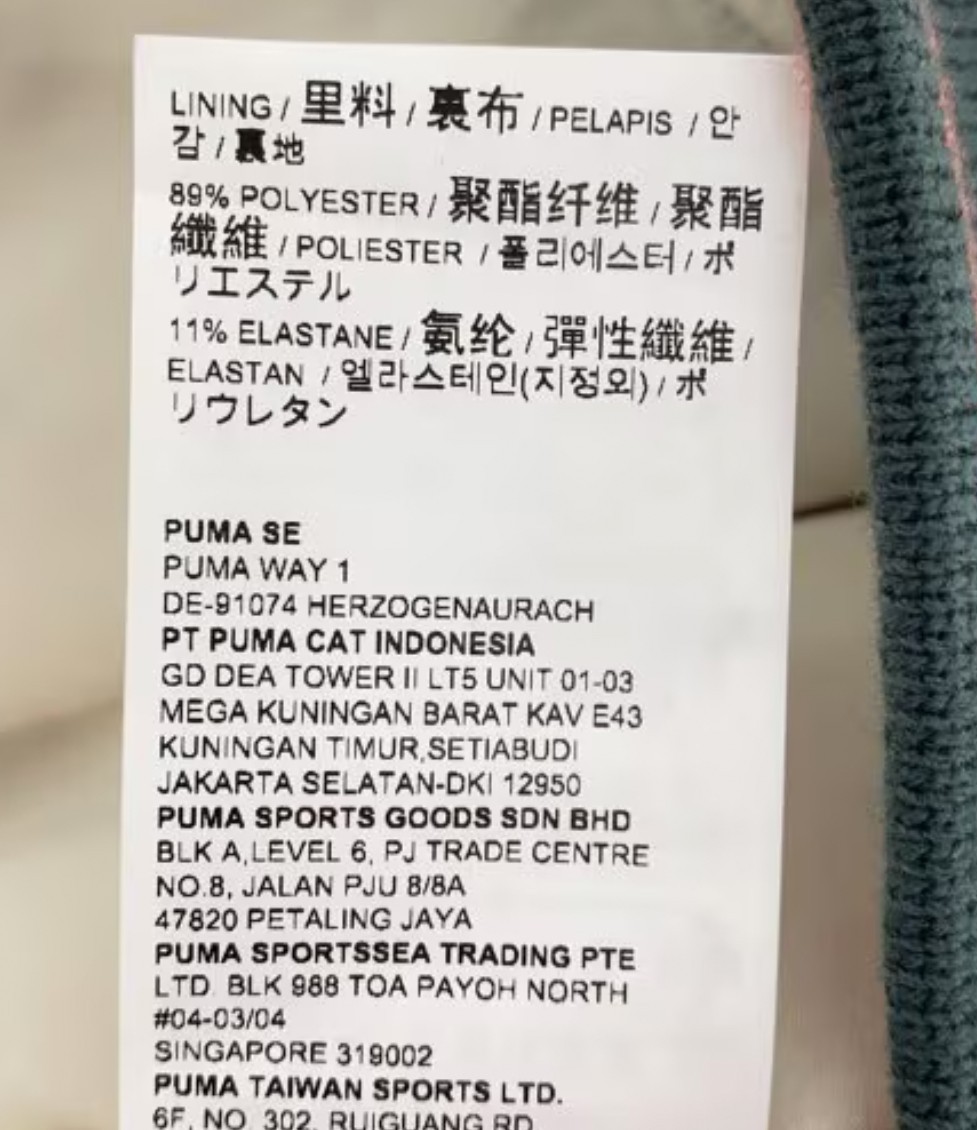 LINING / 里料 / 裏布 / PELAPIS / 안
감 / 裏地
89% POLYESTER / 聚酯纤维 / 聚酯
纖維 / POLIESTER / 폴리에스터 / ポ
リエステル
11% ELASTANE / 氨纶 / 彈性纖維 /
ELASTAN / 엘라스테인(지정외) / ポ
リウレタン
PUMA SE
PUMA WAY 1
DE-91074 HERZOGENAURACH
PT PUMA CAT INDONESIA
GD DEA TOWER II LT5 UNIT 01-03
MEGA KUNINGAN BARAT KAV E43
KUNINGAN TIMUR,SETIABUDI
JAKARTA SELATAN-DKI 12950
PUMA SPORTS GOODS SDN BHD
BLK A,LEVEL 6, PJ TRADE CENTRE
NO.8, JALAN PJU 8/8A
47820 PETALING JAYA
PUMA SPORTSSEA TRADING PTE
LTD. BLK 988 TOA PAYOH NORTH
#04-03/04
SINGAPORE 319002
PUMA TAIWAN SPORTS LTD.
6F, NO. 302, RUIGUANG RD